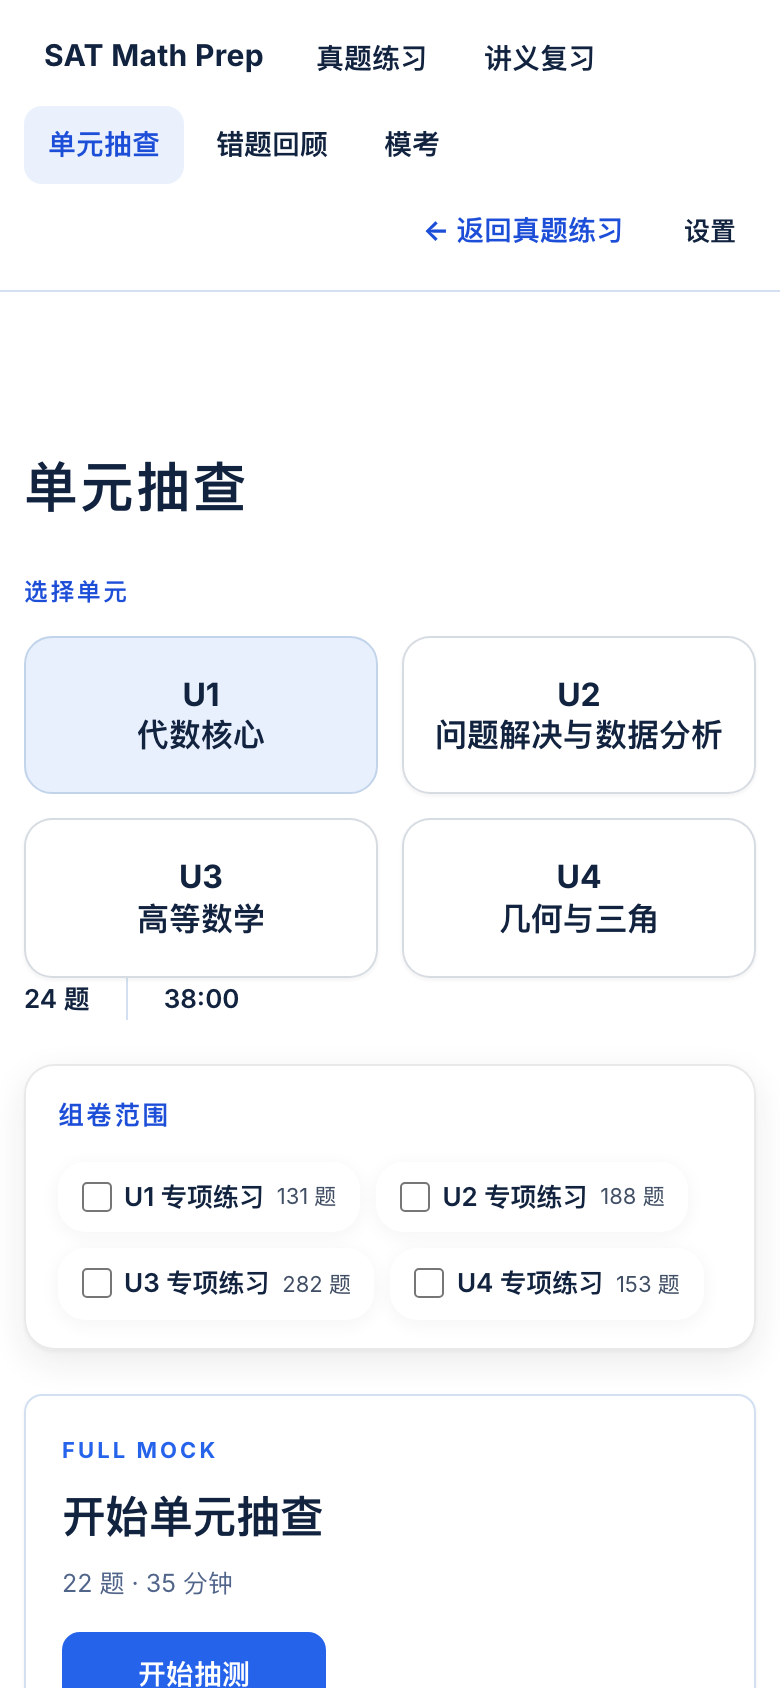 SAT Math Prep 真题练习 讲义复习
单元抽查 错题回顾 模考
← 返回真题练习 设置
单元抽查
选择单元
U1
代数核心
U2
问题解决与数据分析
U3
高等数学
U4
几何与三角
24 题 38:00
组卷范围
U1 专项练习 131 题
U2 专项练习 188 题
U3 专项练习 282 题
U4 专项练习 153 题
FULL MOCK
开始单元抽查
22 题 · 35 分钟
开始抽测